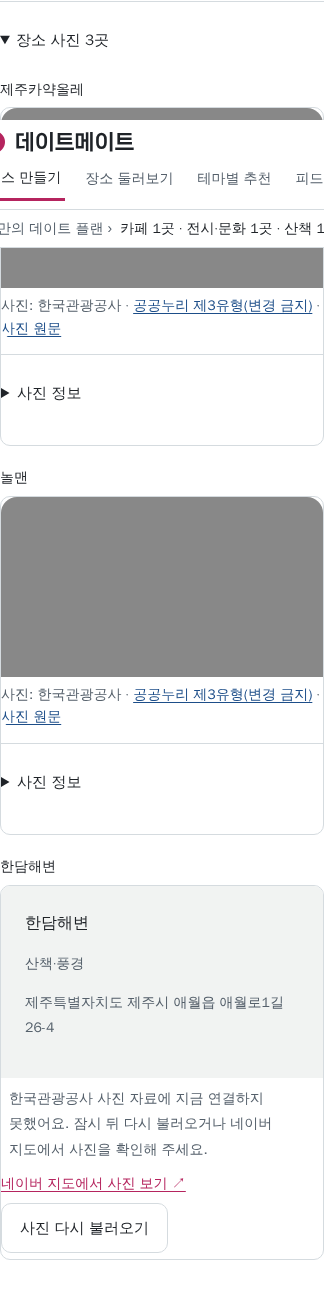 ▼ 장소 사진 3곳
제주카약올레
데이트메이트
스 만들기 장소 둘러보기 테마별 추천 피드
만의 데이트 플랜 › 카페 1곳 · 전시·문화 1곳 · 산책 1
사진: 한국관광공사 · 공공누리 제3유형(변경 금지) ·
사진 원문
▶ 사진 정보
놀맨
사진: 한국관광공사 · 공공누리 제3유형(변경 금지) ·
사진 원문
▶ 사진 정보
한담해변
한담해변
산책·풍경
제주특별자치도 제주시 애월읍 애월로1길
26-4
한국관광공사 사진 자료에 지금 연결하지
못했어요. 잠시 뒤 다시 불러오거나 네이버
지도에서 사진을 확인해 주세요.
네이버 지도에서 사진 보기 ↗
사진 다시 불러오기